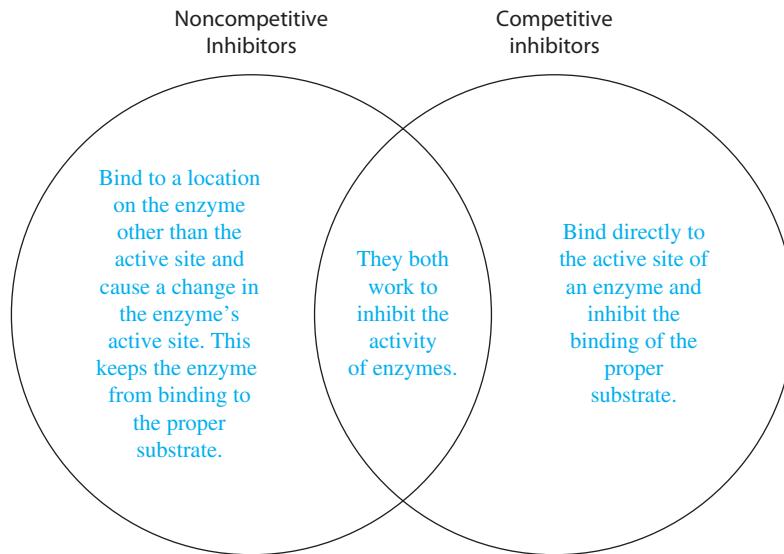 Noncompetitive
Inhibitors
Competitive
inhibitors
Bind to a location
on the enzyme
other than the
active site and
cause a change in
the enzyme's
active site. This
keeps the enzyme
from binding to
the proper
substrate.
They both
work to
inhibit the
activity
of enzymes.
Bind directly to
the active site of
an enzyme and
inhibit the
binding of the
proper
substrate.